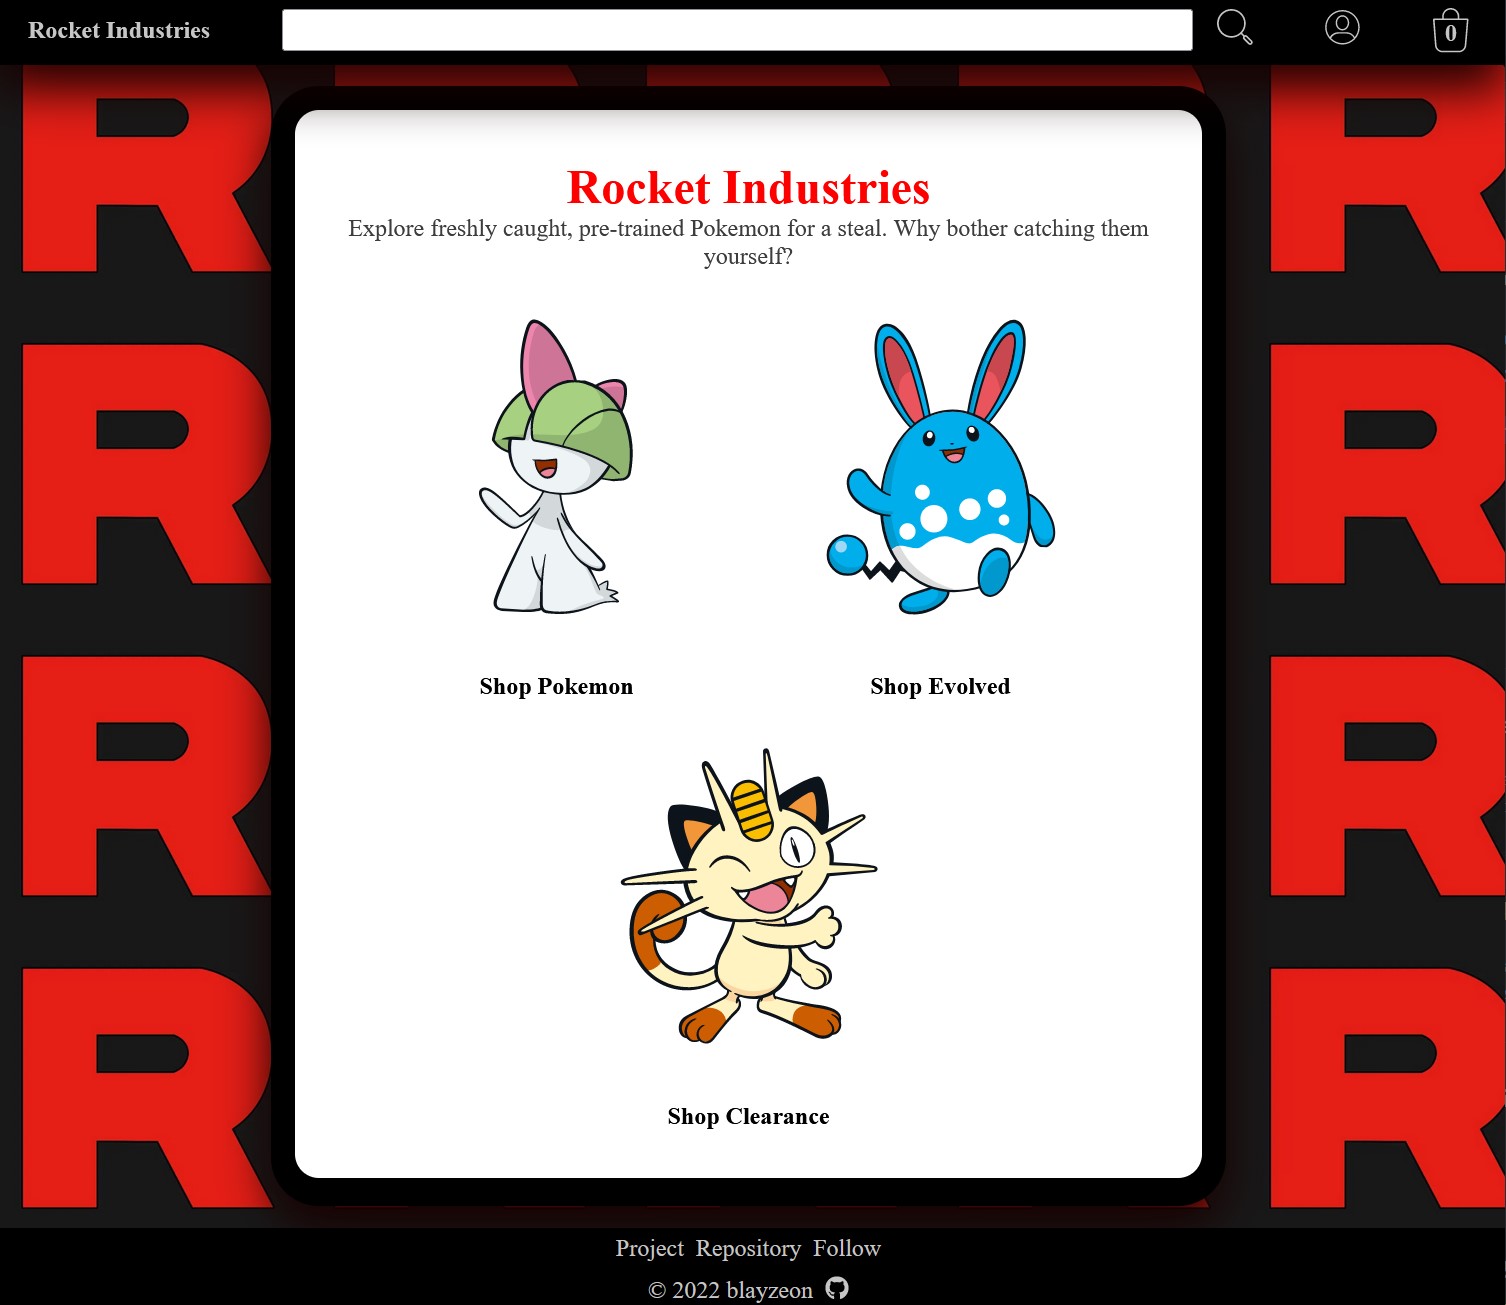 Rocket Industries
0
Rocket Industries
Explore freshly caught, pre-trained Pokemon for a steal. Why bother catching them
yourself?
Shop Pokemon
Shop Evolved
Shop Clearance
R
R
R
R
R
R
R
R
Project Repository Follow
© 2022 blayzeon